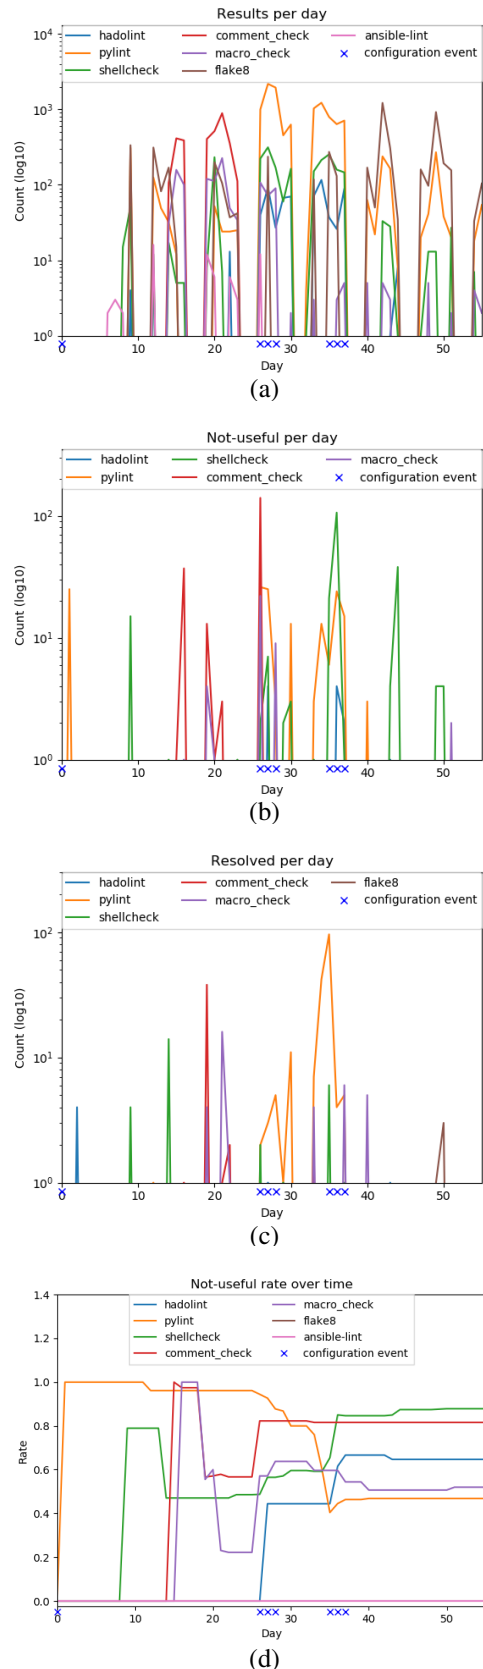 Results per day
hadolint comment_check ansible-lint
pylint macro_check configuration event
shellcheck flake8
10^4
10^3
10^2
10^1
10^0
Count (log10)
0 10 20 30 40 50
Day
(a)
Not-useful per day
hadolint shellcheck macro_check
pylint comment_check configuration event
10^2
10^1
10^0
Count (log10)
0 10 20 30 40 50
Day
(b)
Resolved per day
hadolint comment_check flake8
pylint macro_check configuration event
shellcheck
10^2
10^1
10^0
Count (log10)
0 10 20 30 40 50
Day
(c)
Not-useful rate over time
hadolint macro_check
pylint flake8
shellcheck ansible-lint
comment_check configuration event
1.4
1.2
1.0
0.8
0.6
0.4
0.2
0.0
Rate
0 10 20 30 40 50
Day
(d)